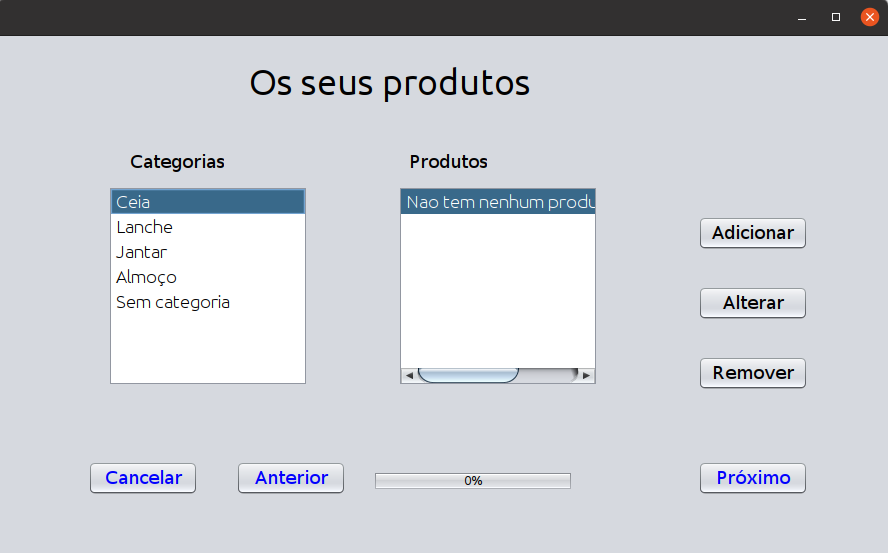 Os seus produtos
Categorias
Produtos
Ceia
Lanche
Jantar
Almoço
Sem categoria
Nao tem nenhum produ
Adicionar
Alterar
Remover
Cancelar
Anterior
0%
Próximo